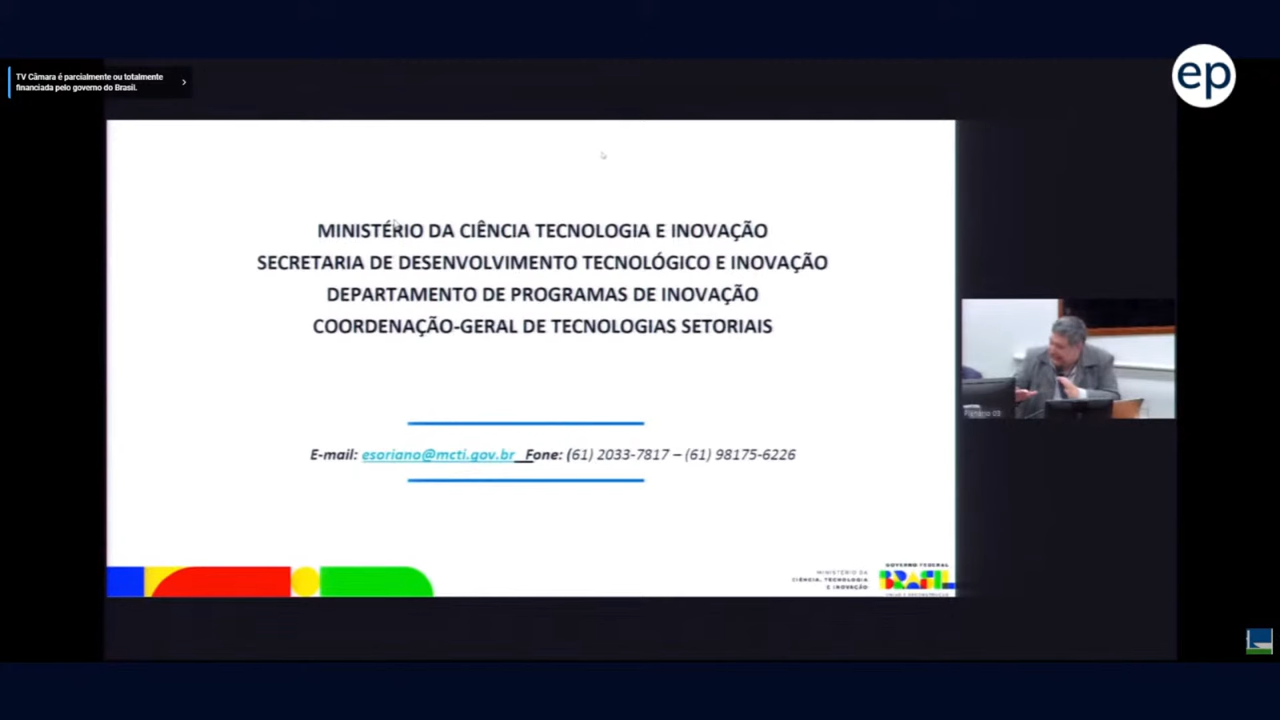 TV Câmara é parcialmente ou totalmente
financiada pelo governo do Brasil.
ep
MINISTÉRIO DA CIÊNCIA TECNOLOGIA E INOVAÇÃO
SECRETARIA DE DESENVOLVIMENTO TECNOLÓGICO E INOVAÇÃO
DEPARTAMENTO DE PROGRAMAS DE INOVAÇÃO
COORDENAÇÃO-GERAL DE TECNOLOGIAS SETORIAIS
E-mail: esoriano@mcti.gov.br Fone: (61) 2033-7817 – (61) 98175-6226
MINISTÉRIO DA
CIÊNCIA, TECNOLOGIA
E INOVAÇÃO
GOVERNO FEDERAL
BRASIL